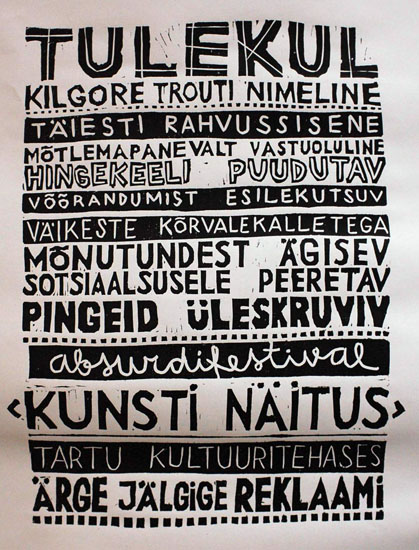 TULEKUL
KILGORE TROUTI NIMELINE
TÄIESTI RAHVUSSISENE
MÕTLEMAPANEVALT VASTUOLULINE
HINGEKEELI PUUDUTAV
VÕÕRANDUMIST ESILEKUTSUV
VÄIKESTE KÕRVALEKALLETEGA
MÕNUTUNDEST ÄGISEV
SOTSIAALSUSELE PEERETAV
PINGEID ÜLESKRUVIV
absurdifestival
<KUNSTI NÄITUS>
TARTU KULTUURITEHASES
ÄRGE JÄLGIGE REKLAAMI